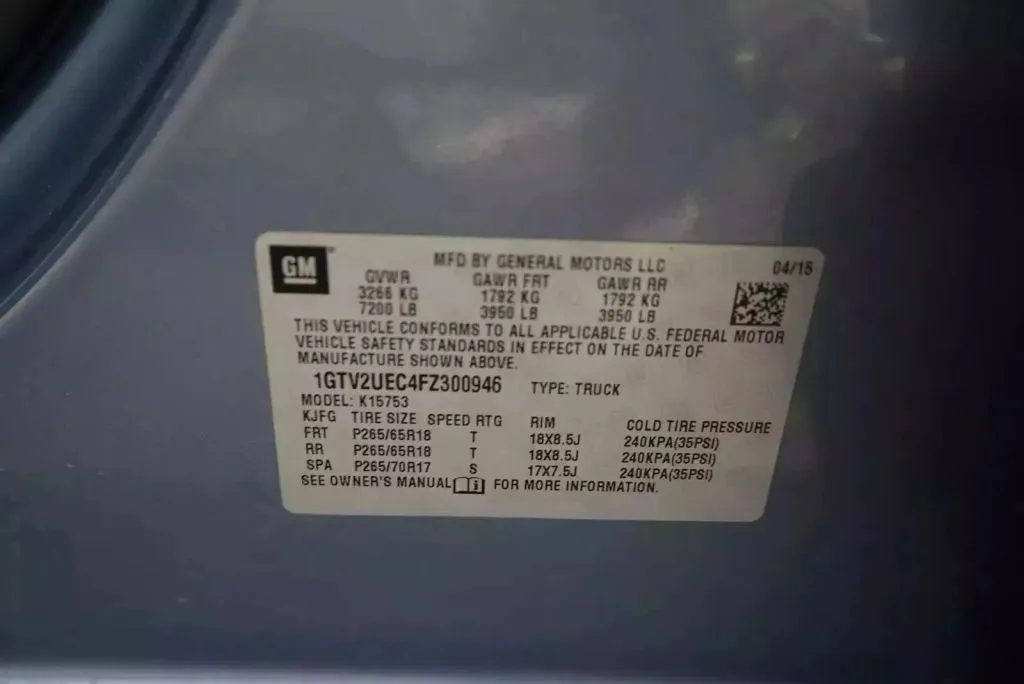 GM MFD BY GENERAL MOTORS LLC 04/15
GVWR GAWR FRT GAWR RR
3266 KG 1792 KG 1792 KG
7200 LB 3950 LB 3950 LB
THIS VEHICLE CONFORMS TO ALL APPLICABLE U.S. FEDERAL MOTOR
VEHICLE SAFETY STANDARDS IN EFFECT ON THE DATE OF
MANUFACTURE SHOWN ABOVE.
1GTV2UEC4FZ300946 TYPE: TRUCK
MODEL: K15753
KJFG TIRE SIZE SPEED RTG RIM COLD TIRE PRESSURE
FRT P265/65R18 T 18X8.5J 240KPA(35PSI)
RR P265/65R18 T 18X8.5J 240KPA(35PSI)
SPA P265/70R17 S 17X7.5J 240KPA(35PSI)
SEE OWNER'S MANUAL FOR MORE INFORMATION.